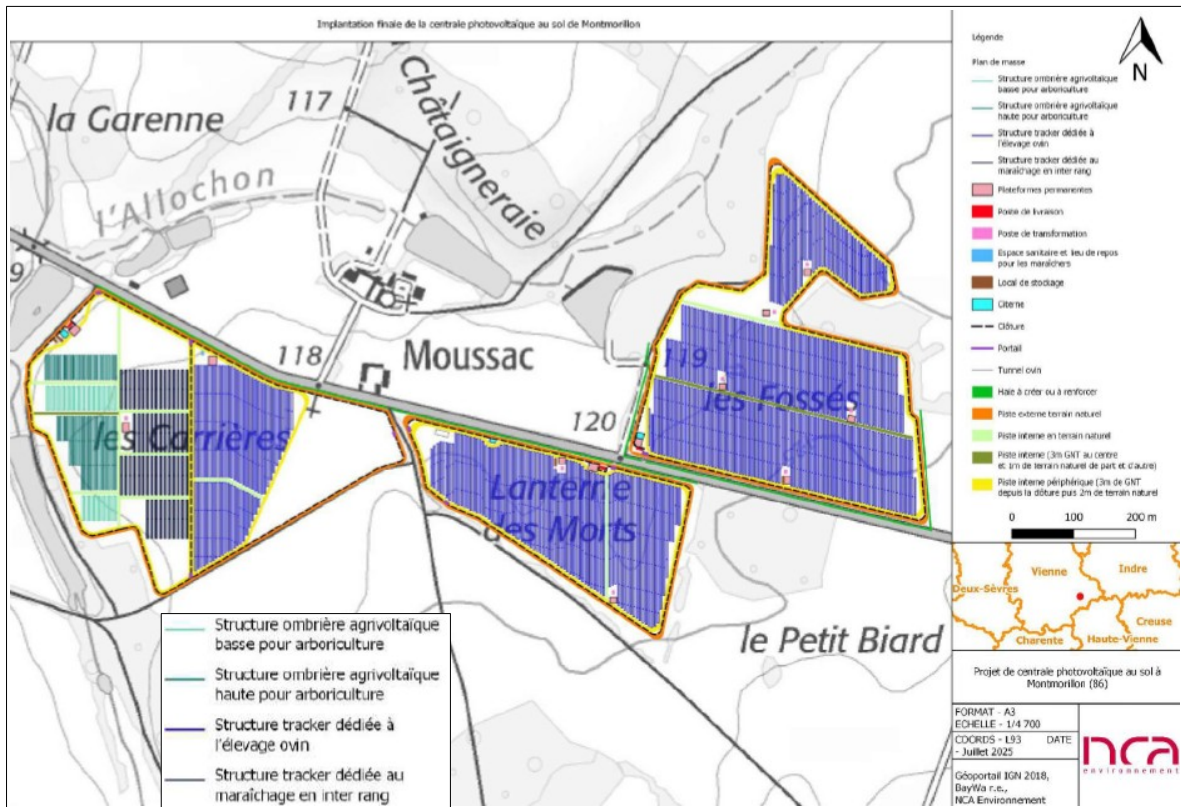 Implantation finale de la centrale photovoltaïque au sol de Montmorillon
la Garenne
117
Châtaigneraie
l'Allochon
9
118
Moussac
119
120
les Fossés
les Carrières
Lanterne
des Morts
le Petit Biard
Structure ombrière agrivoltaïque
basse pour arboriculture
Structure ombrière agrivoltaïque
haute pour arboriculture
Structure tracker dédiée à
l'élevage ovin
Structure tracker dédiée au
maraîchage en inter rang
Légende
N
Plan de masse
Structure ombrière agrivoltaïque
basse pour arboriculture
Structure ombrière agrivoltaïque
haute pour arboriculture
Structure tracker dédiée à
l'élevage ovin
Structure tracker dédiée au
maraîchage en inter rang
Plateformes permanentes
Poste de livraison
Poste de transformation
Espace sanitaire et lieu de repos
pour les maraîchers
Local de stockage
Citerne
Clôture
Portail
Tunnel ovin
Haie à créer ou à renforcer
Piste externe terrain naturel
Piste interne en terrain naturel
Piste interne (3m GNT au centre
et 1m de terrain naturel de part et d'autre)
Piste interne périphérique (3m de GNT
depuis la clôture puis 2m de terrain naturel
0 100 200 m
Vienne
Indre
Deux-Sèvres
Creuse
Charente
Haute-Vienne
Projet de centrale photovoltaïque au sol à
Montmorillon (86)
FORMAT - A3
ECHELLE - 1/4 700
COORDS - L93 DATE
- Juillet 2025
Géoportail IGN 2018,
BayWa r.e.,
NCA Environnement
nca
environnement